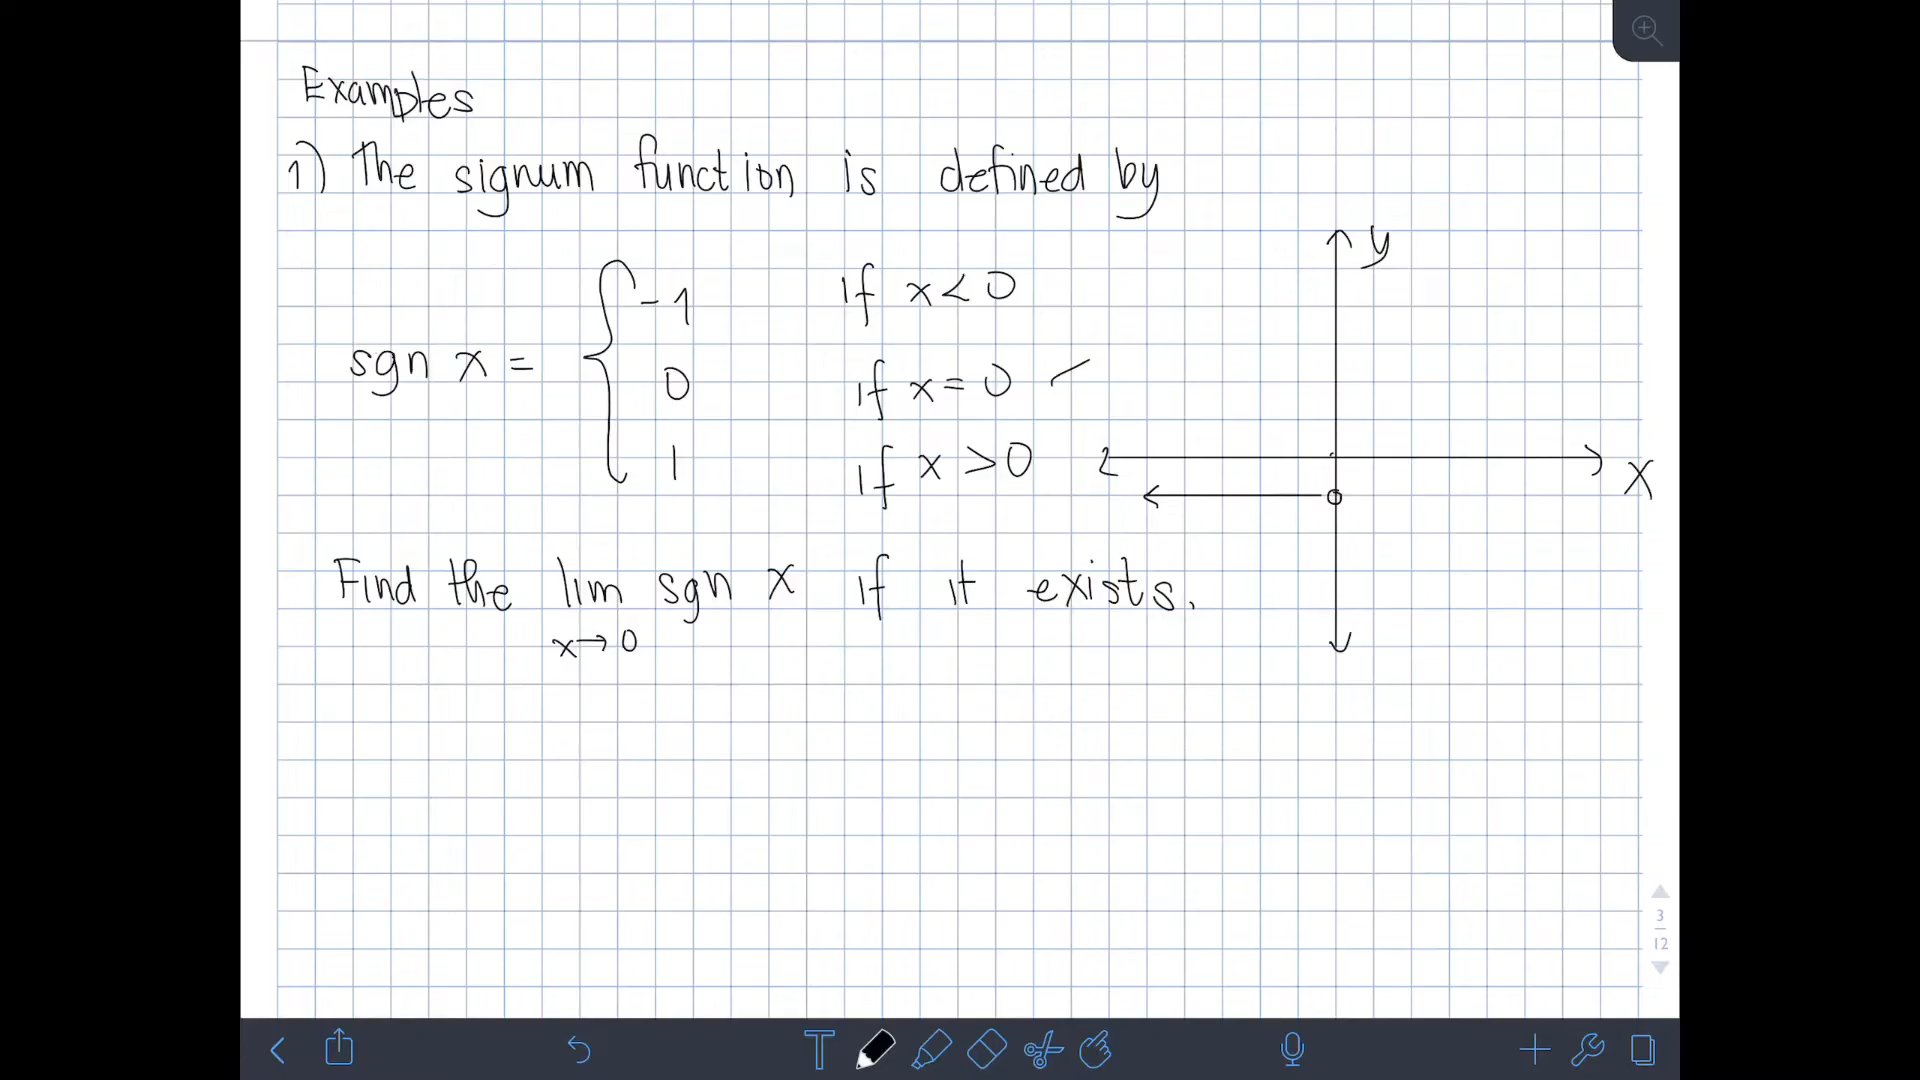 Examples
1) The signum function is defined by
y
-1 if x < 0
sgn x = 0 if x = 0
1 if x > 0
x
Find the lim sgn x if it exists.
x→0
3
12
T